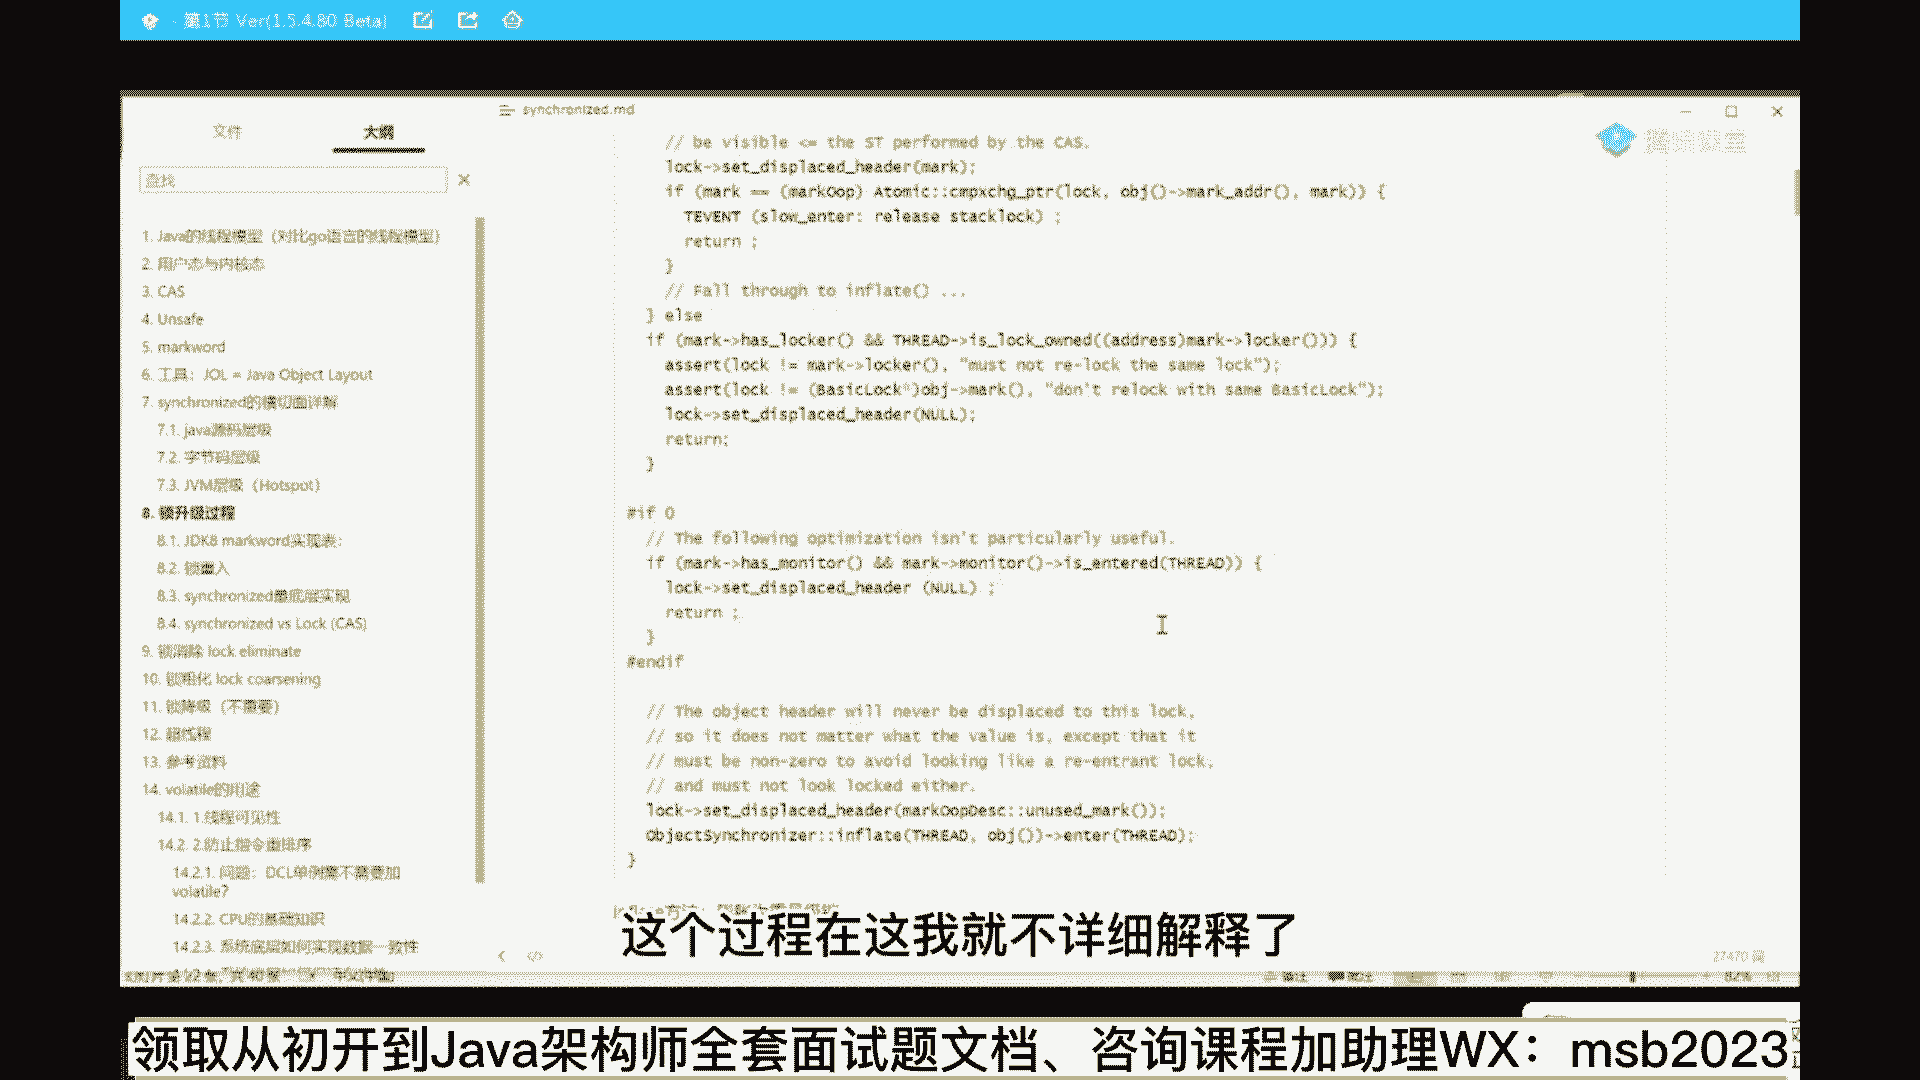 第1节 Ver(1.5.4.80 Beta)
synchronized.md
文件
大纲
查找
1. Java的线程模型（对比go语言的线程模型）
2. 用户态与内核态
3. CAS
4. Unsafe
5. markword
6. 工具：JOL = Java Object Layout
7. synchronized的横切面详解
7.1. java源码层级
7.2. 字节码层级
7.3. JVM层级（Hotspot）
8. 锁升级过程
8.1. JDK8 markword实现表：
8.2. 锁重入
8.3. synchronized最底层实现
8.4. synchronized vs Lock (CAS)
9. 锁消除 lock eliminate
10. 锁粗化 lock coarsening
11. 锁降级（不重要）
12. 超线程
13. 参考资料
14. volatile的用途
14.1. 1.线程可见性
14.2. 2.防止指令重排序
14.2.1. 问题：DCL单例需不需要加
volatile？
14.2.2. CPU的基础知识
14.2.3. 系统底层如何实现数据一致性
// be visible <= the ST performed by the CAS.
lock->set_displaced_header(mark);
if (mark == (markOop) Atomic::cmpxchg_ptr(lock, obj()->mark_addr(), mark)) {
TEVENT (slow_enter: release stacklock) ;
return ;
}
// Fall through to inflate() ...
} else
if (mark->has_locker() && THREAD->is_lock_owned((address)mark->locker())) {
assert(lock != mark->locker(), "must not re-lock the same lock");
assert(lock != (BasicLock*)obj->mark(), "don't relock with same BasicLock");
lock->set_displaced_header(NULL);
return;
}
#if 0
// The following optimization isn't particularly useful.
if (mark->has_monitor() && mark->monitor()->is_entered(THREAD)) {
lock->set_displaced_header (NULL) ;
return ;
}
#endif
// The object header will never be displaced to this lock,
// so it does not matter what the value is, except that it
// must be non-zero to avoid looking like a re-entrant lock,
// and must not look locked either.
lock->set_displaced_header(markOopDesc::unused_mark());
ObjectSynchronizer::inflate(THREAD, obj())->enter(THREAD);
}
这个过程在这我就不详细解释了
27470 词
领取从初开到Java架构师全套面试题文档、咨询课程加助理WX：msb2023